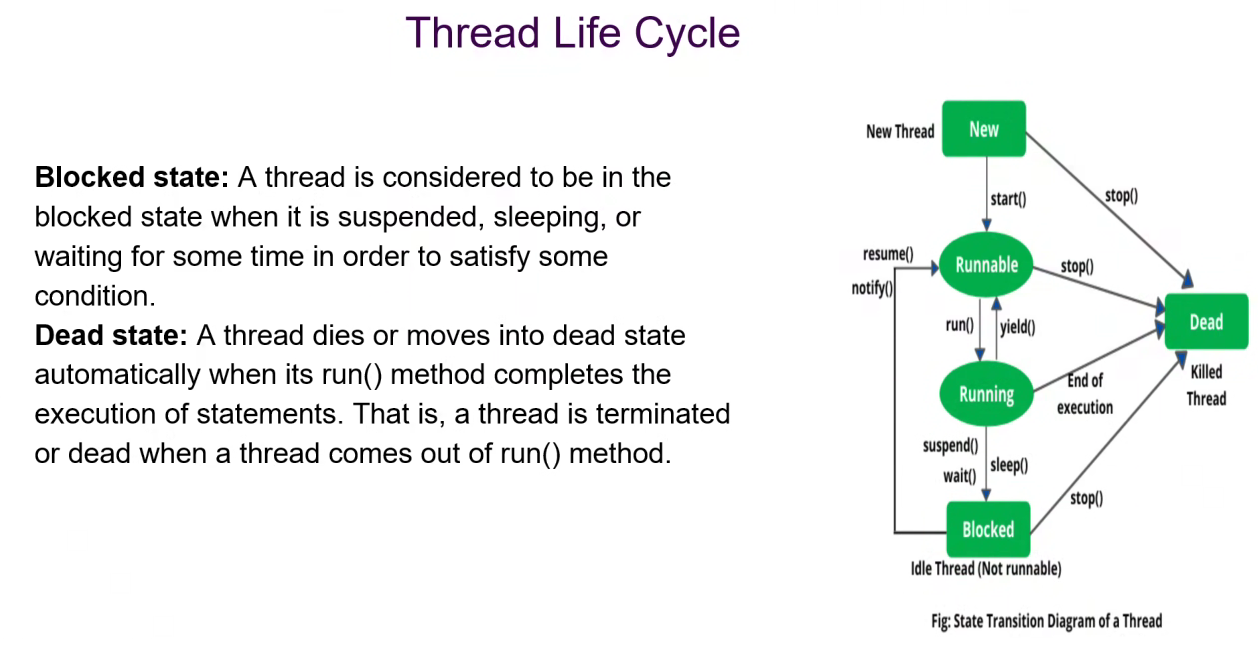 Thread Life Cycle
Blocked state: A thread is considered to be in the
blocked state when it is suspended, sleeping, or
waiting for some time in order to satisfy some
condition.
Dead state: A thread dies or moves into dead state
automatically when its run() method completes the
execution of statements. That is, a thread is terminated
or dead when a thread comes out of run() method.
New Thread
New
start()
stop()
resume()
notify()
Runnable
stop()
run()
yield()
Dead
Killed
Thread
Running
End of
execution
suspend()
wait()
sleep()
stop()
Blocked
Idle Thread (Not runnable)
Fig: State Transition Diagram of a Thread